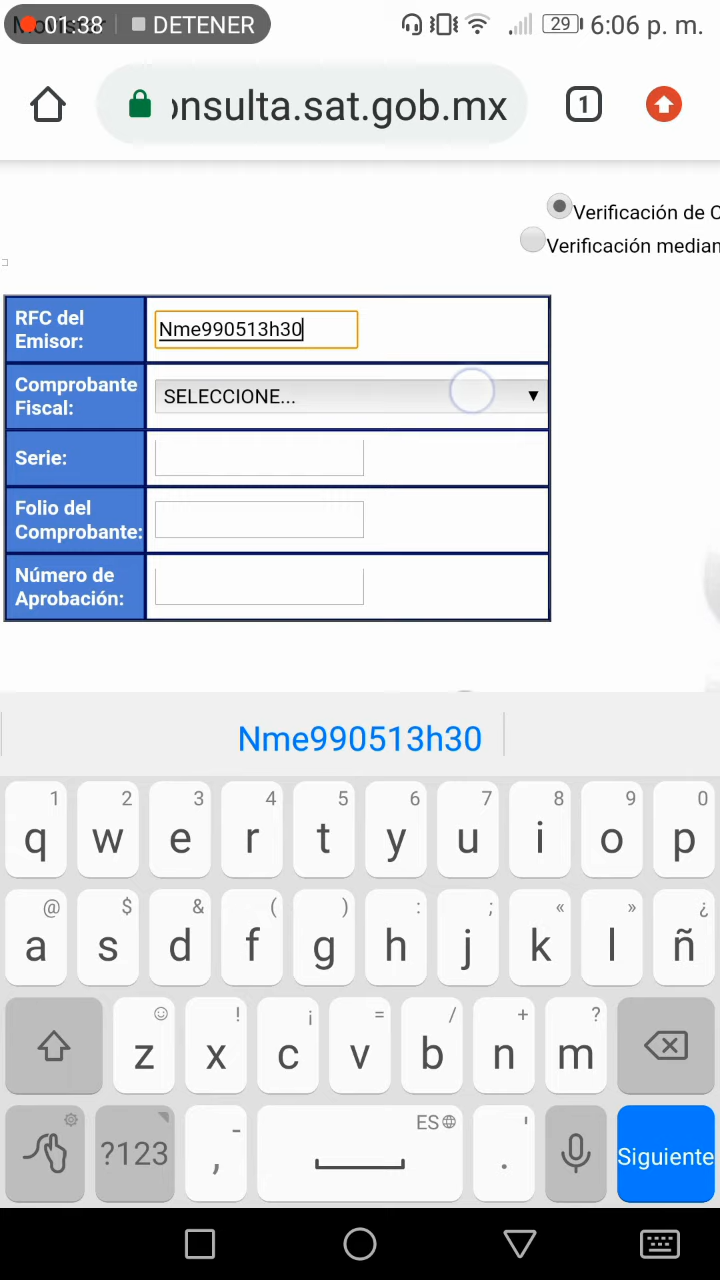 01:38 DETENER 29 6:06 p. m.
onsulta.sat.gob.mx 1
Verificación de C
Verificación median
RFC del
Emisor:
Nme990513h30
Comprobante
Fiscal:
SELECCIONE...
Serie:
Folio del
Comprobante:
Número de
Aprobación:
Nme990513h30
1 2 3 4 5 6 7 8 9 0
q w e r t y u i o p
@ $ & ( ) : ; « » ¿
a s d f g h j k l ñ
! ¡ = / + ?
z x c v b n m
- ES '
?123 , . Siguiente